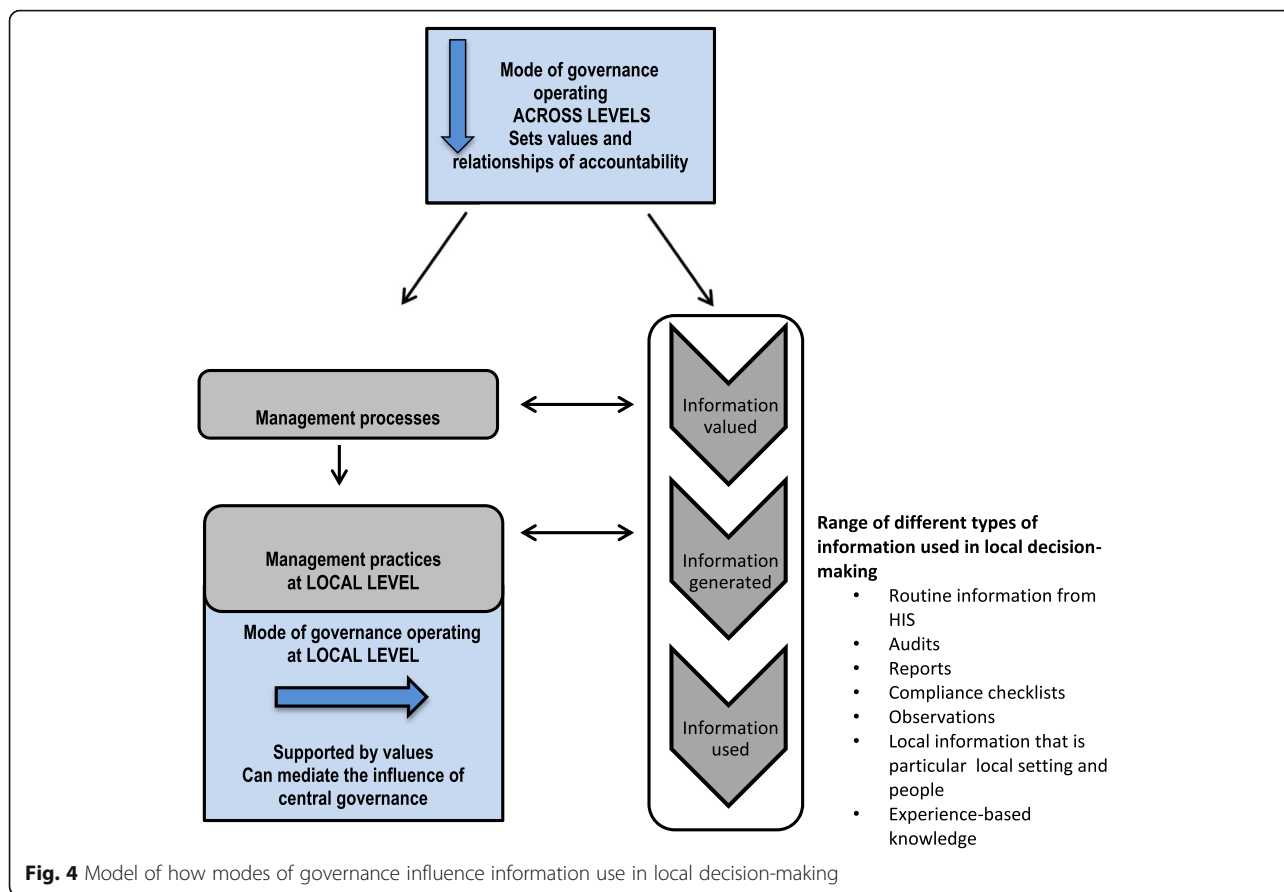 Mode of governance
operating
ACROSS LEVELS
Sets values and
relationships of accountability
Management processes
Management practices
at LOCAL LEVEL
Mode of governance operating
at LOCAL LEVEL
Supported by values
Can mediate the influence of
central governance
Information
valued
Information
generated
Information
used
Range of different types of
information used in local decision-
making
• Routine information from
HIS
• Audits
• Reports
• Compliance checklists
• Observations
• Local information that is
particular local setting and
people
• Experience-based
knowledge
Fig. 4 Model of how modes of governance influence information use in local decision-making